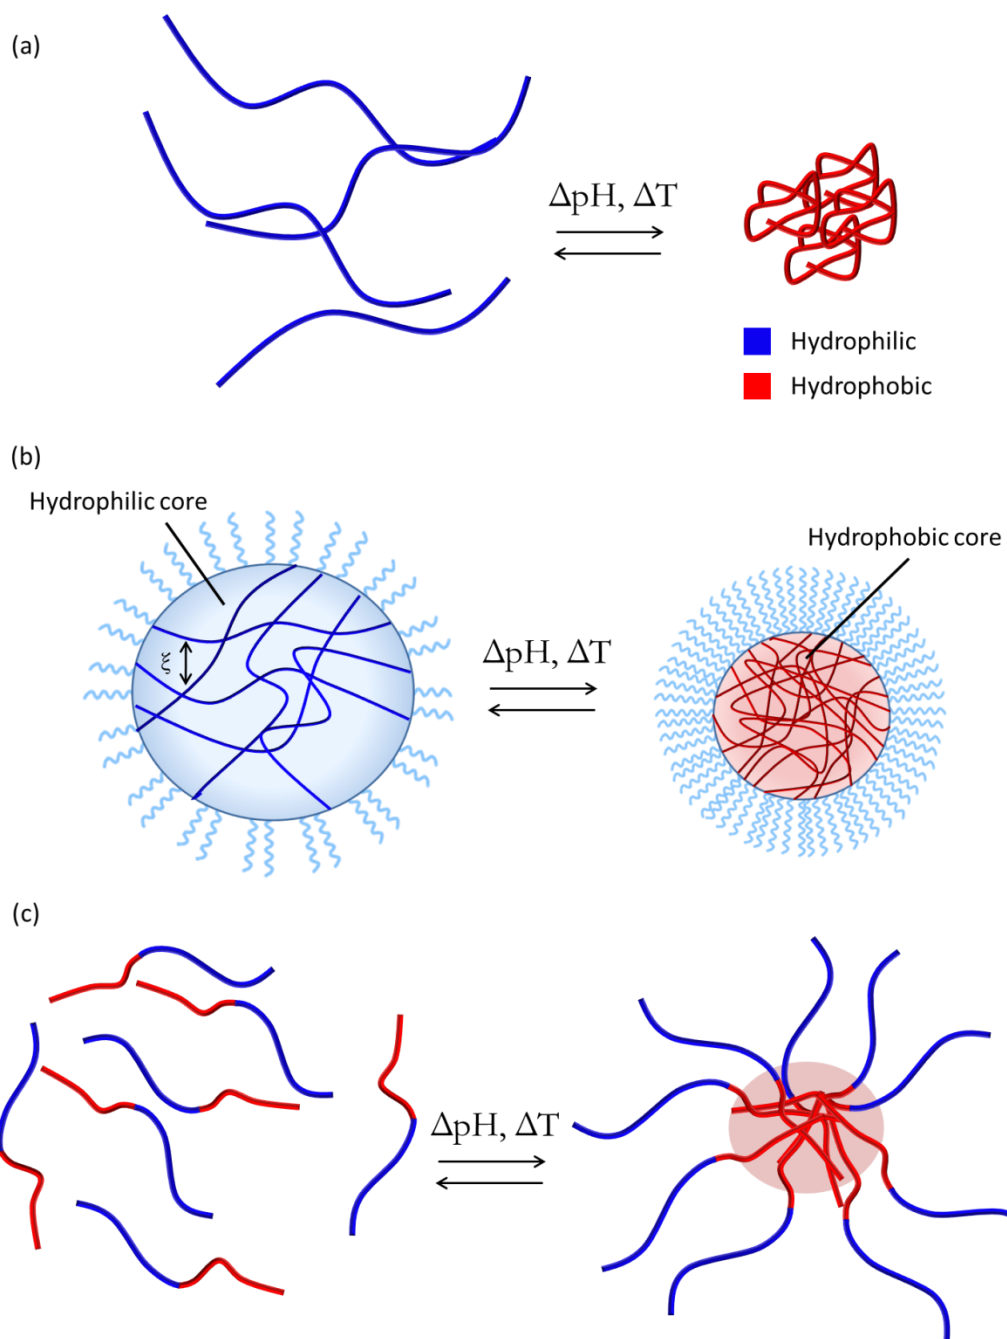 (a)
ΔpH, ΔT
Hydrophilic
Hydrophobic
(b)
Hydrophilic core
Hydrophobic core
ξ
ΔpH, ΔT
(c)
ΔpH, ΔT